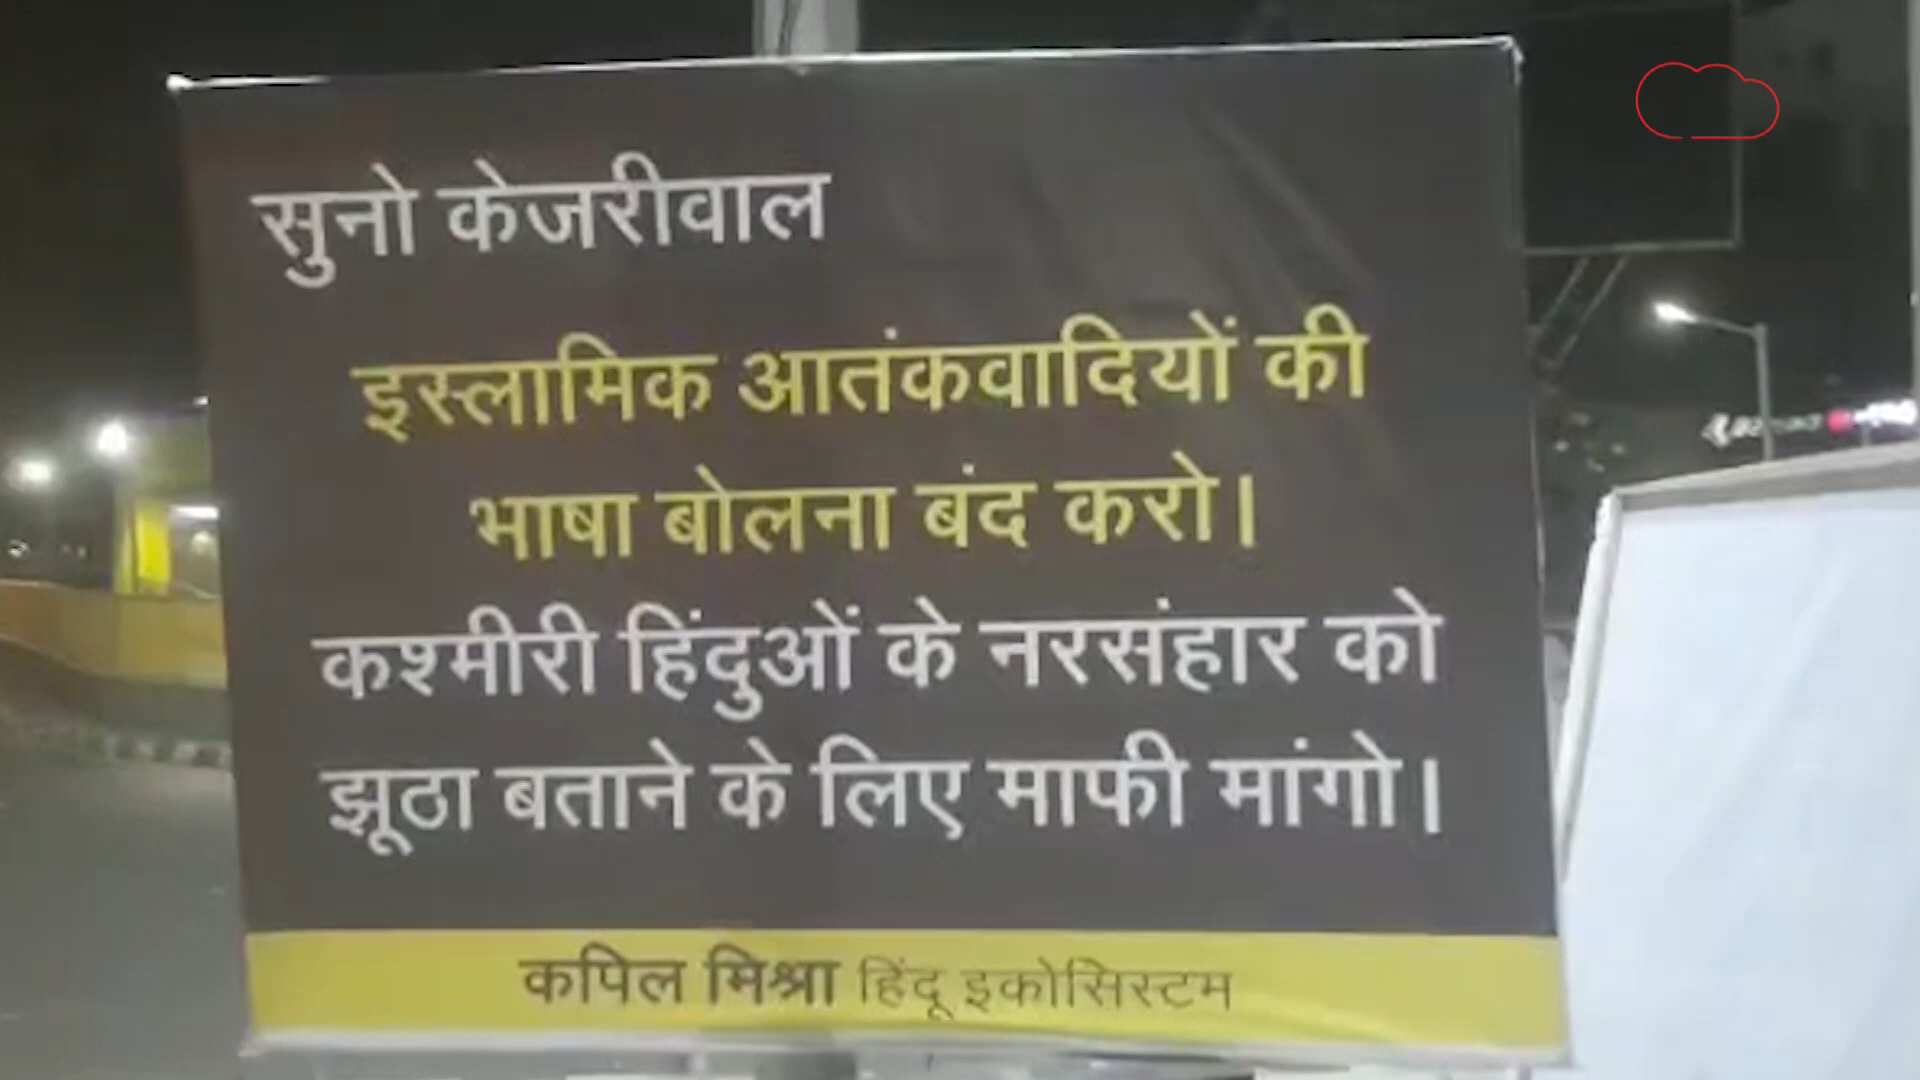 सुनो केजरीवाल
इस्लामिक आतंकवादियों की
भाषा बोलना बंद करो।
कश्मीरी हिंदुओं के नरसंहार को
झूठा बताने के लिए माफी मांगो।
कपिल मिश्रा हिंदू इकोसिस्टम